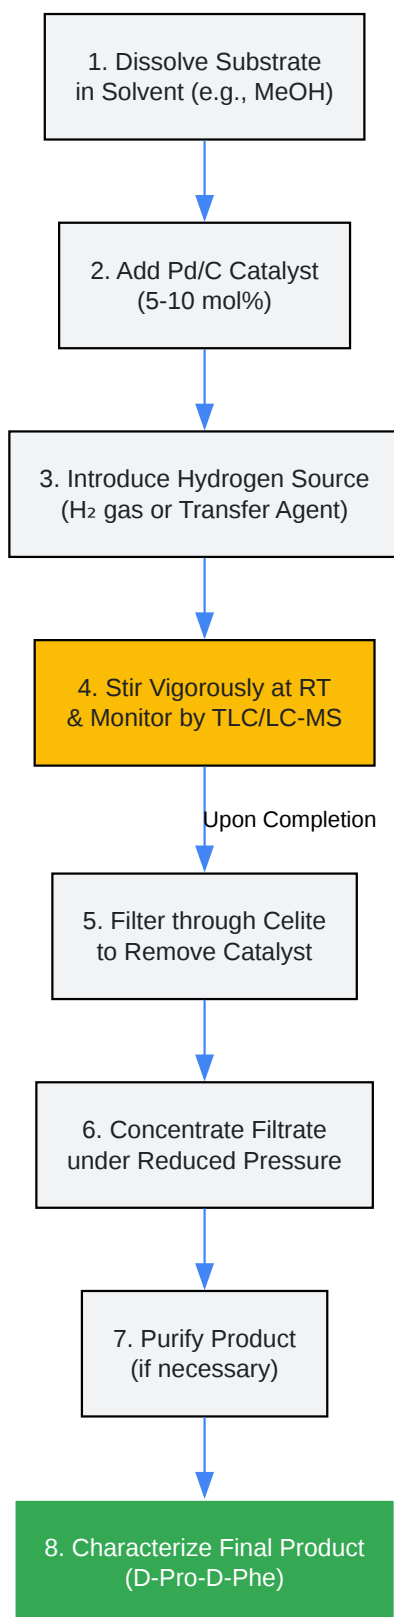 1. Dissolve Substrate
in Solvent (e.g., MeOH)
2. Add Pd/C Catalyst
(5-10 mol%)
3. Introduce Hydrogen Source
(H₂ gas or Transfer Agent)
4. Stir Vigorously at RT
& Monitor by TLC/LC-MS
Upon Completion
5. Filter through Celite
to Remove Catalyst
6. Concentrate Filtrate
under Reduced Pressure
7. Purify Product
(if necessary)
8. Characterize Final Product
(D-Pro-D-Phe)